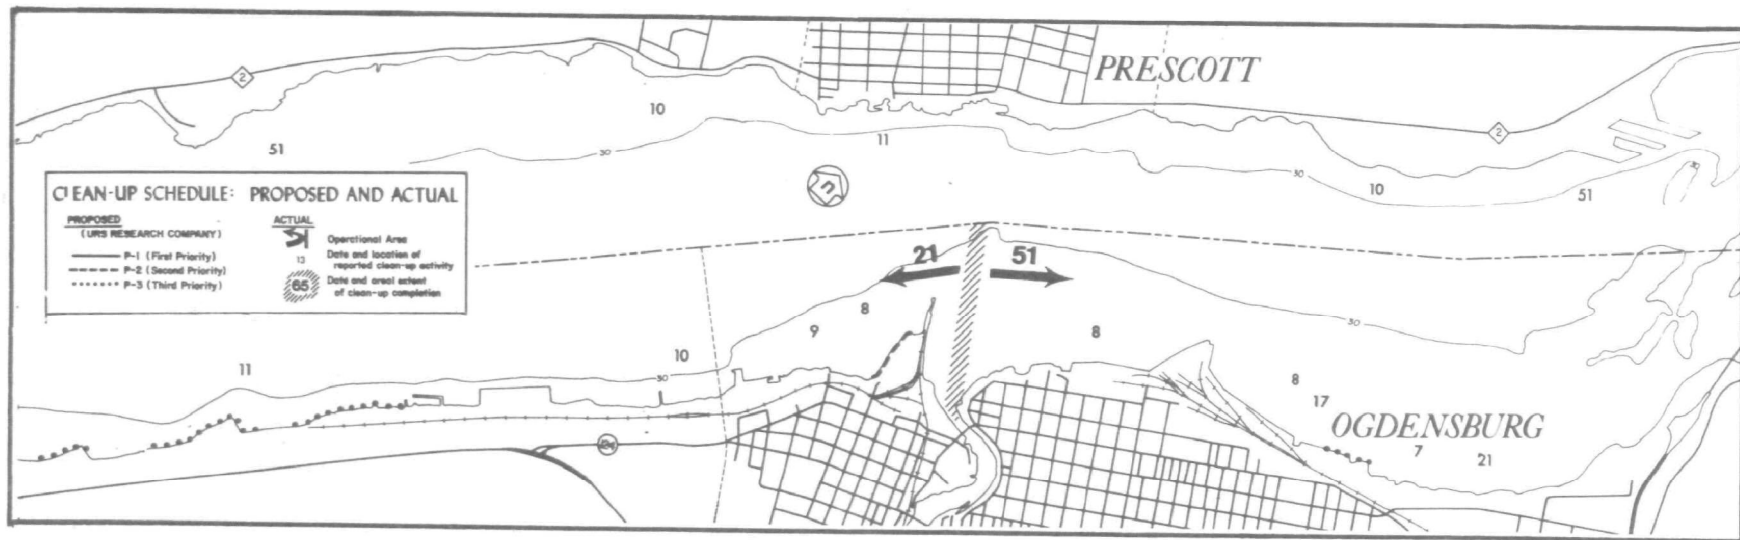 PRESCOTT
2
10
51
11
30
30
2
10
51
30
CLEAN-UP SCHEDULE: PROPOSED AND ACTUAL
PROPOSED
(URS RESEARCH COMPANY)
P-1 (First Priority)
P-2 (Second Priority)
P-3 (Third Priority)
ACTUAL
Operational Area
13
Date and location of
reported clean-up activity
65
Date and areal extent
of clean-up completion
n
21
51
8
9
8
30
11
10
30
8
17
OGDENSBURG
7
21